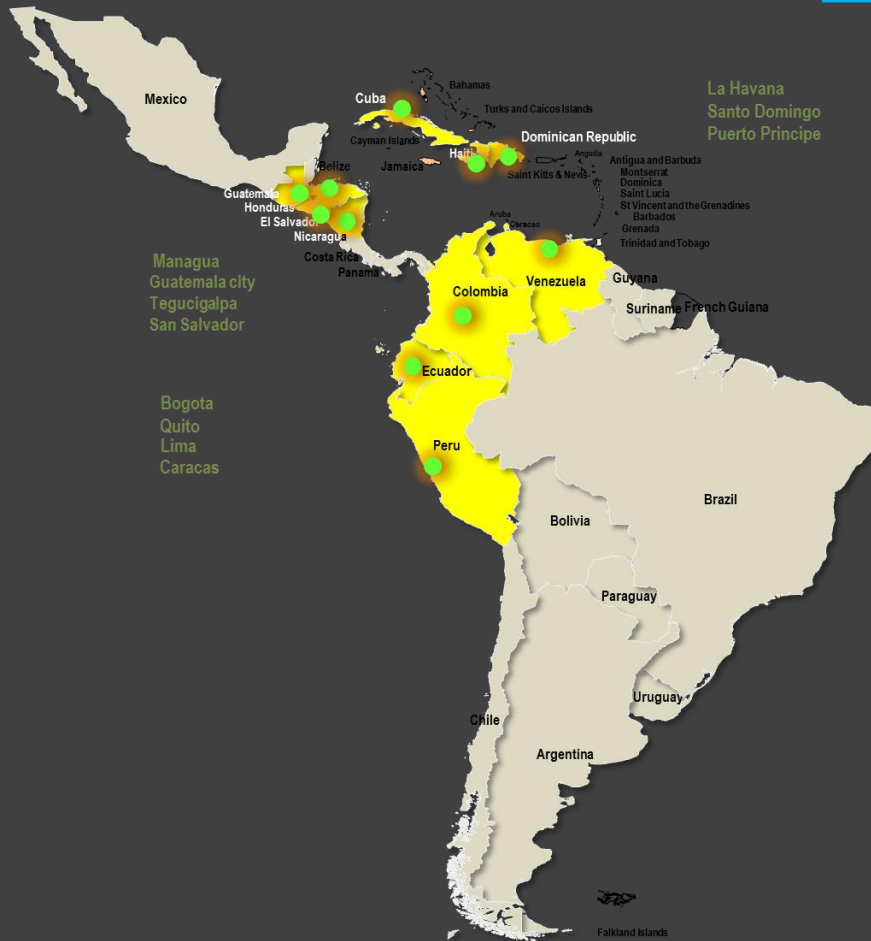 Bahamas
La Havana
Mexico
Cuba
Turks and Caicos Islands
Santo Domingo
Puerto Principe
Cayman Islands
Dominican Republic
Haiti
Anguilla
Belize
Jamaica
Antigua and Barbuda
Saint Kitts & Nevis
Montserrat
Dominica
Guatemala
Saint Lucia
Honduras
St Vincent and the Grenadines
El Salvador
Aruba
Barbados
Curacao
Grenada
Nicaragua
Trinidad and Tobago
Costa Rica
Managua
Panama
Guatemala city
Venezuela
Guyana
Colombia
Tegucigalpa
Suriname
French Guiana
San Salvador
Ecuador
Bogota
Quito
Lima
Peru
Caracas
Brazil
Bolivia
Paraguay
Uruguay
Chile
Argentina
Falkland Islands